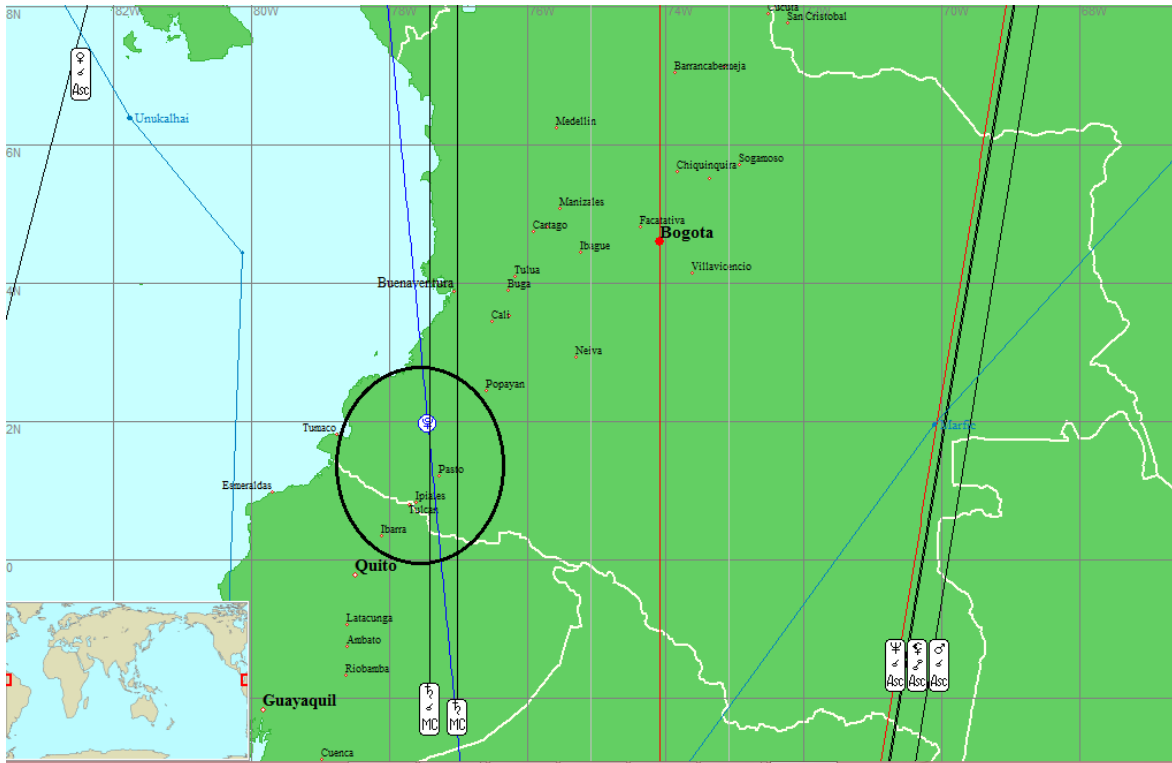 82W
80W
78W
76W
74W
70W
68W
8N
Cucuta
San Cristobal
Asc
Barrancabermeja
Unukalhai
Medellin
6N
Sogamoso
Chiquinquira
Manizales
Cartago
Facatativa
Bogota
Ibague
Villavicencio
Tulua
Buenaventura
Buga
4N
Cali
Neiva
Popayan
2N
Tumaco
Marfic
Pasto
Esmeraldas
Ipiales
Tulcan
Ibarra
0
Quito
Latacunga
Ambato
Riobamba
Asc
Asc
Asc
Guayaquil
MC
MC
Cuenca